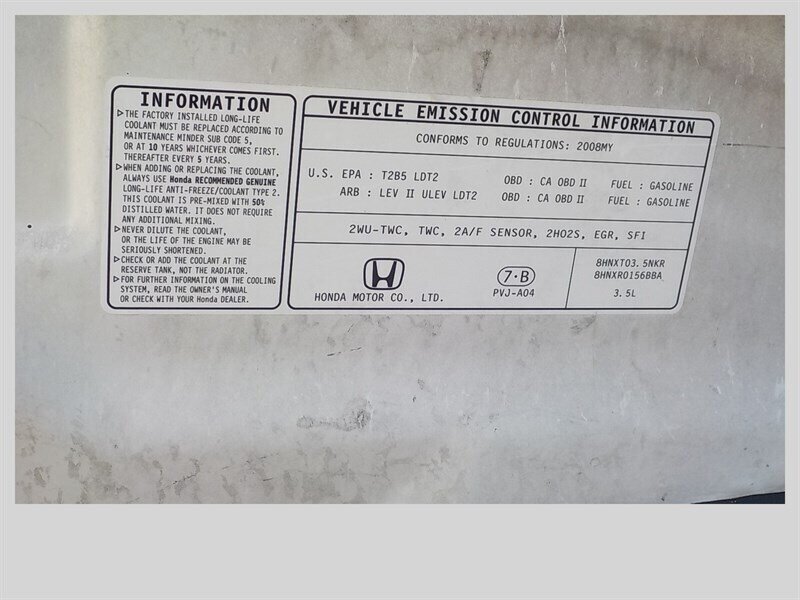 INFORMATION
▷THE FACTORY INSTALLED LONG-LIFE
COOLANT MUST BE REPLACED ACCORDING TO
MAINTENANCE MINDER SUB CODE 5,
OR AT 10 YEARS WHICHEVER COMES FIRST.
THEREAFTER EVERY 5 YEARS.
▷WHEN ADDING OR REPLACING THE COOLANT,
ALWAYS USE Honda RECOMMENDED GENUINE
LONG-LIFE ANTI-FREEZE/COOLANT TYPE 2.
THIS COOLANT IS PRE-MIXED WITH 50%
DISTILLED WATER. IT DOES NOT REQUIRE
ANY ADDITIONAL MIXING.
▷NEVER DILUTE THE COOLANT,
OR THE LIFE OF THE ENGINE MAY BE
SERIOUSLY SHORTENED.
▷CHECK OR ADD THE COOLANT AT THE
RESERVE TANK, NOT THE RADIATOR.
▷FOR FURTHER INFORMATION ON THE COOLING
SYSTEM, READ THE OWNER'S MANUAL
OR CHECK WITH YOUR Honda DEALER.
VEHICLE EMISSION CONTROL INFORMATION
CONFORMS TO REGULATIONS: 2008MY
U.S. EPA : T2B5 LDT2 OBD : CA OBD II FUEL : GASOLINE
ARB : LEV II ULEV LDT2 OBD : CA OBD II FUEL : GASOLINE
2WU-TWC, TWC, 2A/F SENSOR, 2HO2S, EGR, SFI
HONDA MOTOR CO., LTD.
7·B
PVJ-A04
8HNXT03.5NKR
8HNXR0156BBA
3.5L